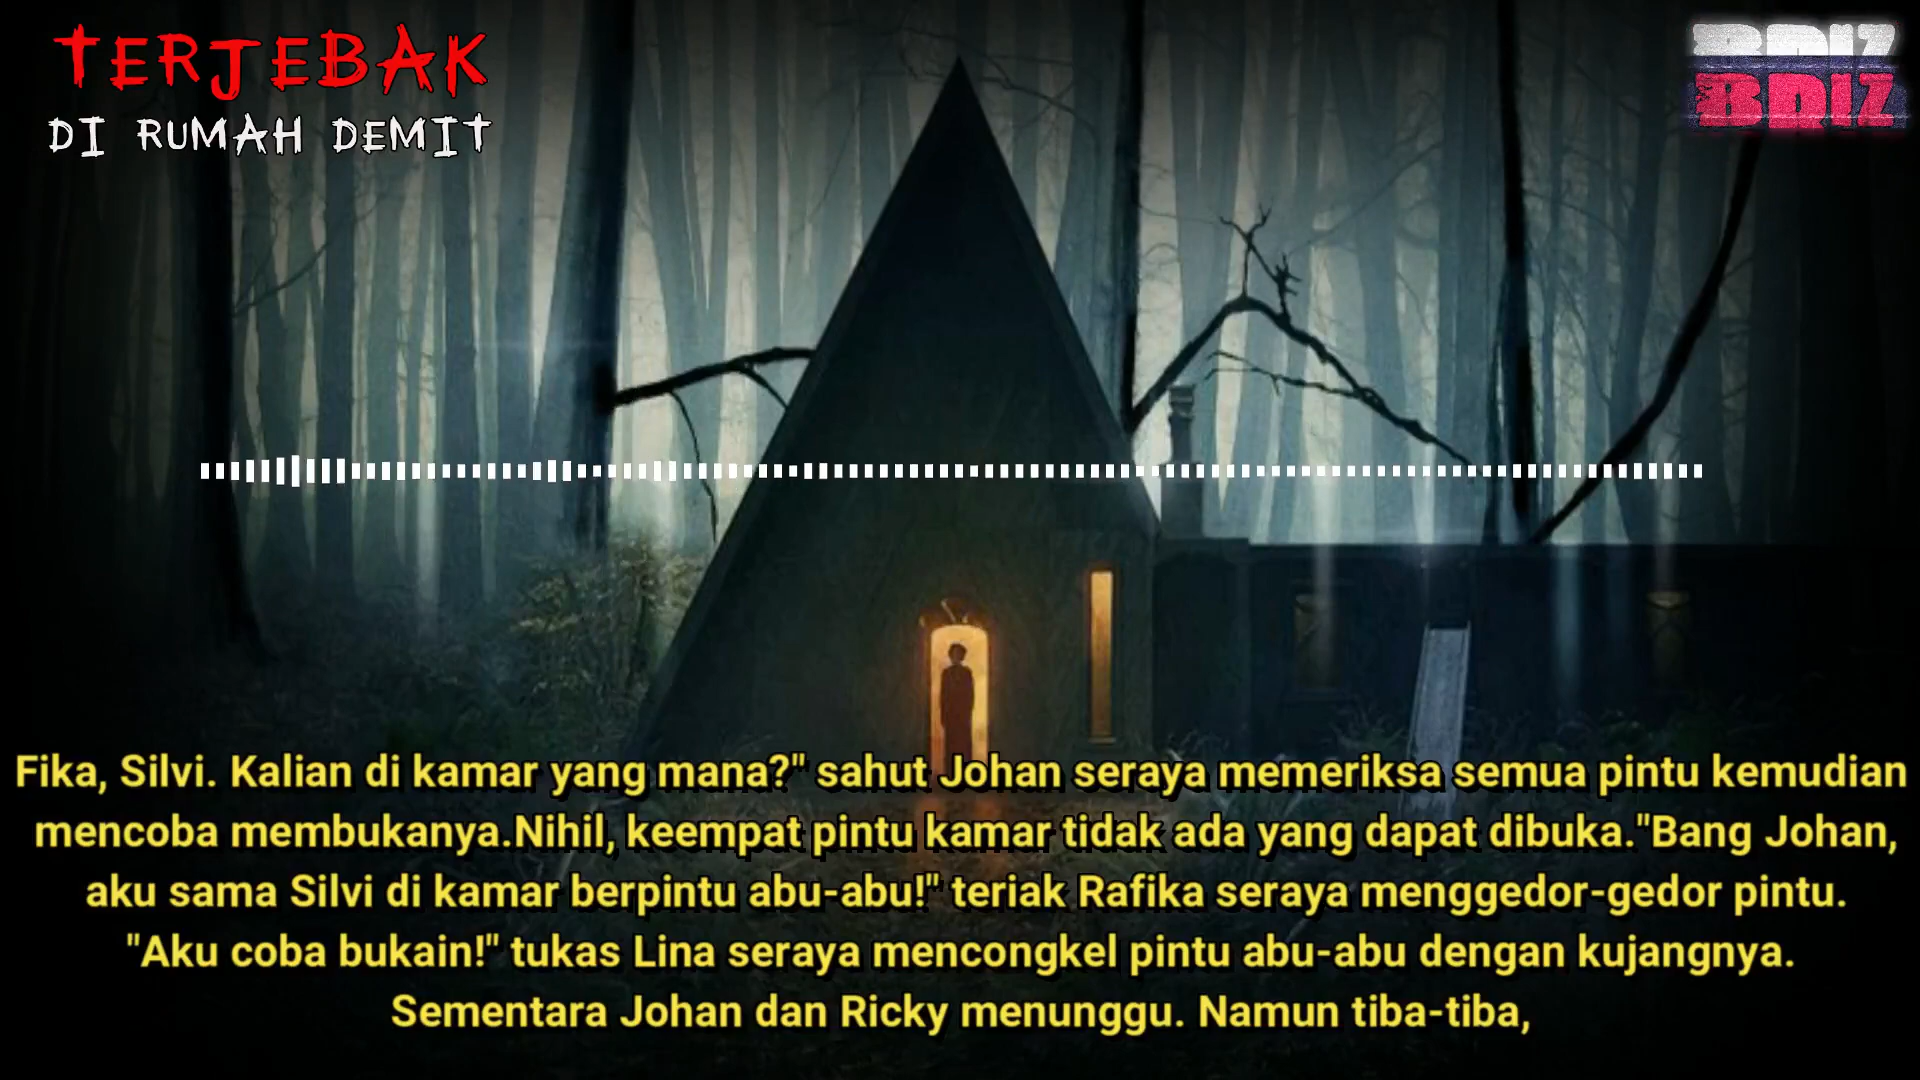 TERJEBAK
DI RUMAH DEMIT
BRIZ
BRIZ
Fika, Silvi. Kalian di kamar yang mana?" sahut Johan seraya memeriksa semua pintu kemudian
mencoba membukanya.Nihil, keempat pintu kamar tidak ada yang dapat dibuka."Bang Johan,
aku sama Silvi di kamar berpintu abu-abu!" teriak Rafika seraya menggedor-gedor pintu.
"Aku coba bukain!" tukas Lina seraya mencongkel pintu abu-abu dengan kujangnya.
Sementara Johan dan Ricky menunggu. Namun tiba-tiba,